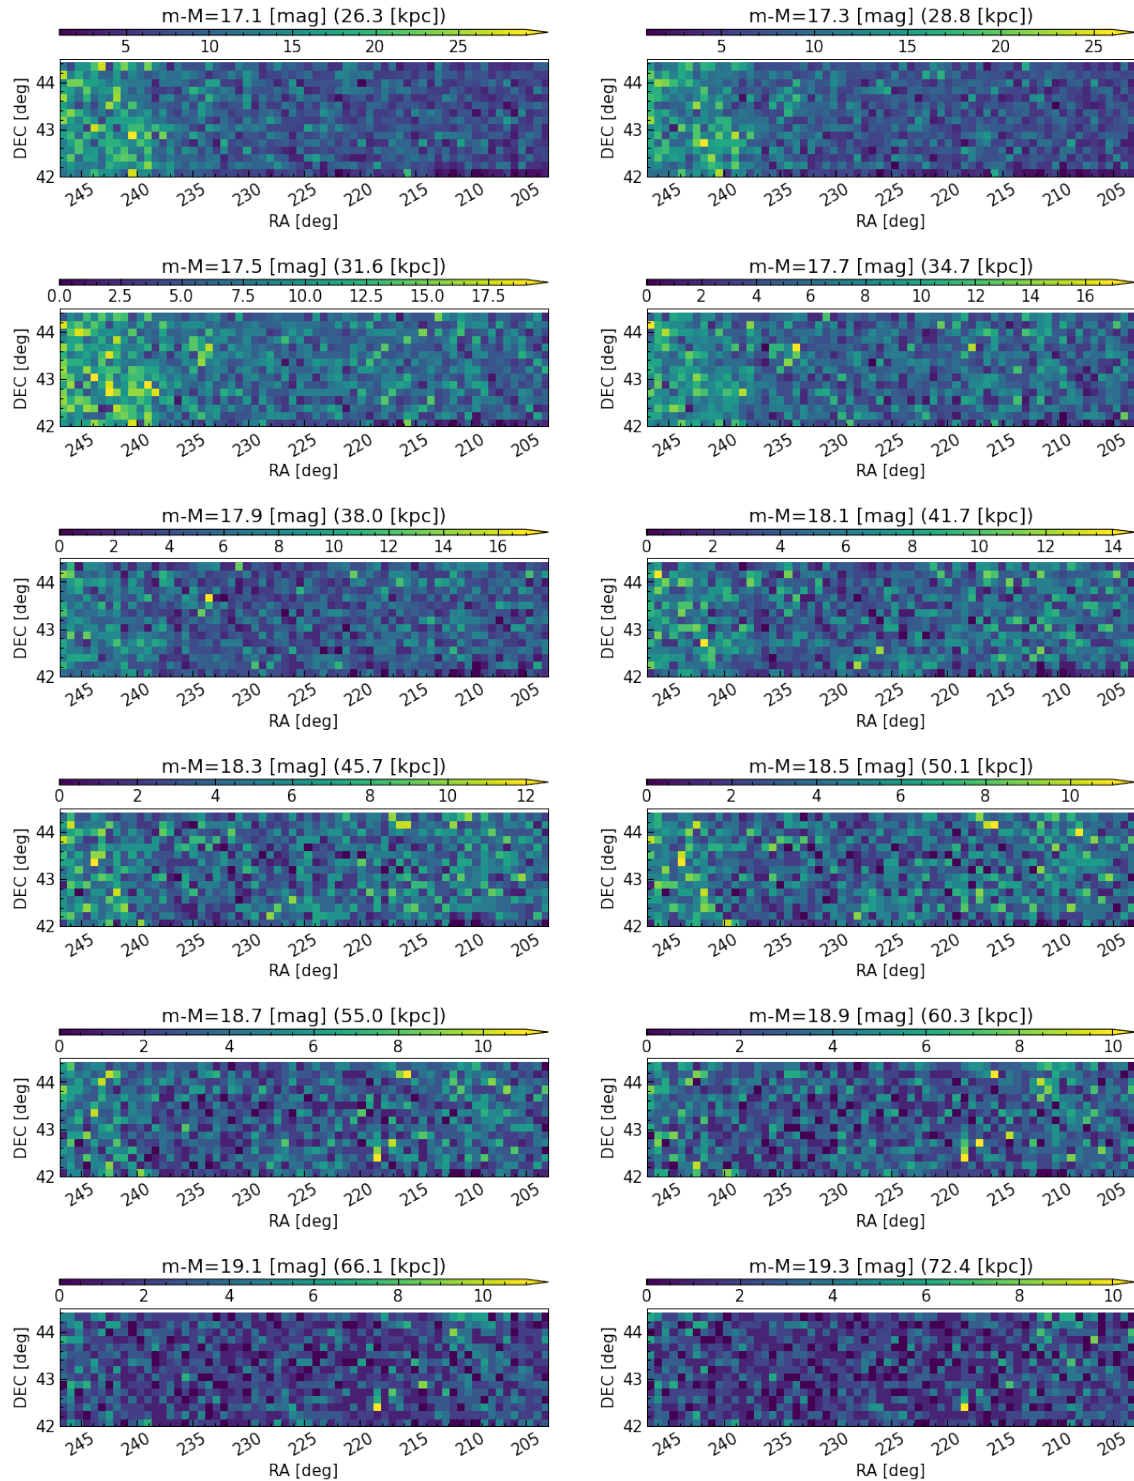 m-M=17.1 [mag] (26.3 [kpc])
5 10 15 20 25
44
43
42
DEC [deg]
245 240 235 230 225 220 215 210 205
RA [deg]
m-M=17.3 [mag] (28.8 [kpc])
5 10 15 20 25
44
43
42
DEC [deg]
245 240 235 230 225 220 215 210 205
RA [deg]
m-M=17.5 [mag] (31.6 [kpc])
0.0 2.5 5.0 7.5 10.0 12.5 15.0 17.5
44
43
42
DEC [deg]
245 240 235 230 225 220 215 210 205
RA [deg]
m-M=17.7 [mag] (34.7 [kpc])
0 2 4 6 8 10 12 14 16
44
43
42
DEC [deg]
245 240 235 230 225 220 215 210 205
RA [deg]
m-M=17.9 [mag] (38.0 [kpc])
0 2 4 6 8 10 12 14 16
44
43
42
DEC [deg]
245 240 235 230 225 220 215 210 205
RA [deg]
m-M=18.1 [mag] (41.7 [kpc])
0 2 4 6 8 10 12 14
44
43
42
DEC [deg]
245 240 235 230 225 220 215 210 205
RA [deg]
m-M=18.3 [mag] (45.7 [kpc])
0 2 4 6 8 10 12
44
43
42
DEC [deg]
245 240 235 230 225 220 215 210 205
RA [deg]
m-M=18.5 [mag] (50.1 [kpc])
0 2 4 6 8 10
44
43
42
DEC [deg]
245 240 235 230 225 220 215 210 205
RA [deg]
m-M=18.7 [mag] (55.0 [kpc])
0 2 4 6 8 10
44
43
42
DEC [deg]
245 240 235 230 225 220 215 210 205
RA [deg]
m-M=18.9 [mag] (60.3 [kpc])
0 2 4 6 8 10
44
43
42
DEC [deg]
245 240 235 230 225 220 215 210 205
RA [deg]
m-M=19.1 [mag] (66.1 [kpc])
0 2 4 6 8 10
44
43
42
DEC [deg]
245 240 235 230 225 220 215 210 205
RA [deg]
m-M=19.3 [mag] (72.4 [kpc])
0 2 4 6 8 10
44
43
42
DEC [deg]
245 240 235 230 225 220 215 210 205
RA [deg]